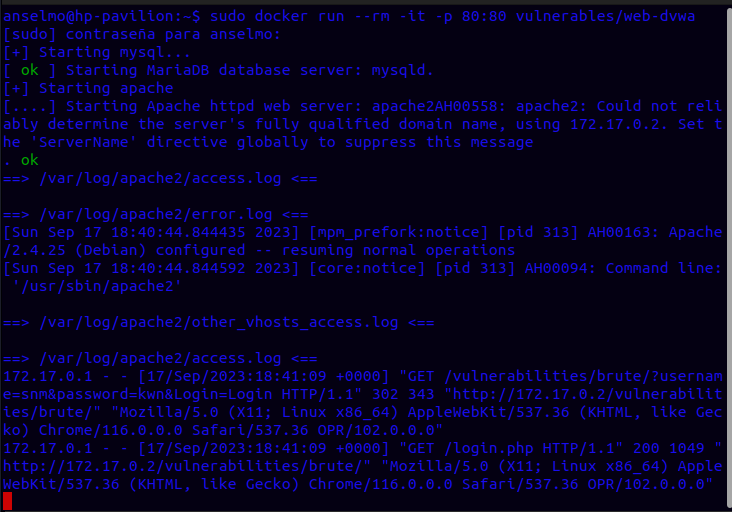 anselmo@hp-pavilion:~$ sudo docker run --rm -it -p 80:80 vulnerables/web-dvwa
[sudo] contraseña para anselmo:
[+] Starting mysql...
[ ok ] Starting MariaDB database server: mysqld.
[+] Starting apache
[....] Starting Apache httpd web server: apache2AH00558: apache2: Could not reli
ably determine the server's fully qualified domain name, using 172.17.0.2. Set t
he 'ServerName' directive globally to suppress this message
. ok
==> /var/log/apache2/access.log <==
==> /var/log/apache2/error.log <==
[Sun Sep 17 18:40:44.844435 2023] [mpm_prefork:notice] [pid 313] AH00163: Apache
/2.4.25 (Debian) configured -- resuming normal operations
[Sun Sep 17 18:40:44.844592 2023] [core:notice] [pid 313] AH00094: Command line:
'/usr/sbin/apache2'
==> /var/log/apache2/other_vhosts_access.log <==
==> /var/log/apache2/access.log <==
172.17.0.1 - - [17/Sep/2023:18:41:09 +0000] "GET /vulnerabilities/brute/?usernam
e=snm&password=kwn&Login=Login HTTP/1.1" 302 343 "http://172.17.0.2/vulnerabilit
ies/brute/" "Mozilla/5.0 (X11; Linux x86_64) AppleWebKit/537.36 (KHTML, like Gec
ko) Chrome/116.0.0.0 Safari/537.36 OPR/102.0.0.0"
172.17.0.1 - - [17/Sep/2023:18:41:09 +0000] "GET /login.php HTTP/1.1" 200 1049 "
http://172.17.0.2/vulnerabilities/brute/" "Mozilla/5.0 (X11; Linux x86_64) Apple
WebKit/537.36 (KHTML, like Gecko) Chrome/116.0.0.0 Safari/537.36 OPR/102.0.0.0"